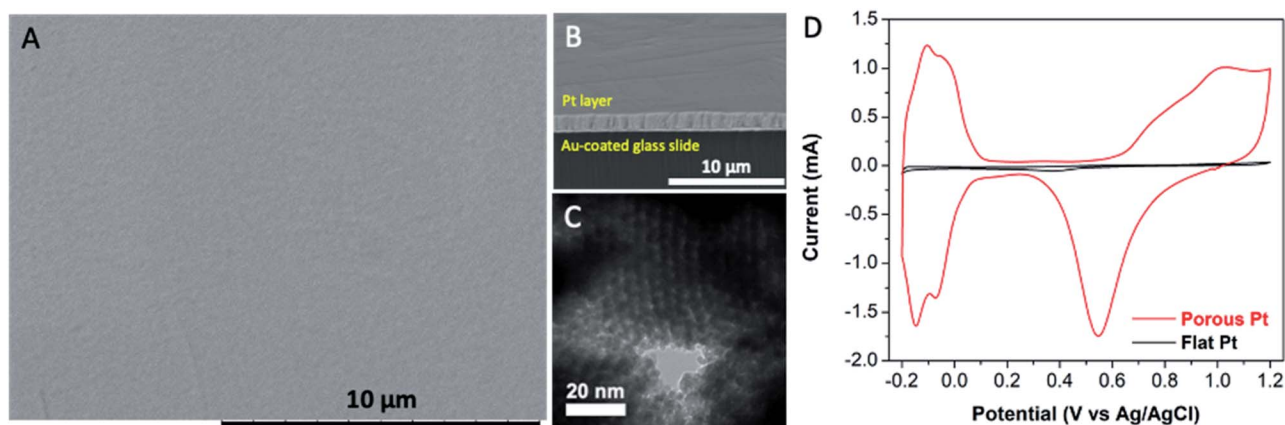 A
10 µm
B
Pt layer
Au-coated glass slide
10 µm
C
20 nm
D
1.5
1.0
0.5
0.0
-0.5
-1.0
-1.5
-2.0
Current (mA)
Porous Pt
Flat Pt
-0.2 0.0 0.2 0.4 0.6 0.8 1.0 1.2
Potential (V vs Ag/AgCl)